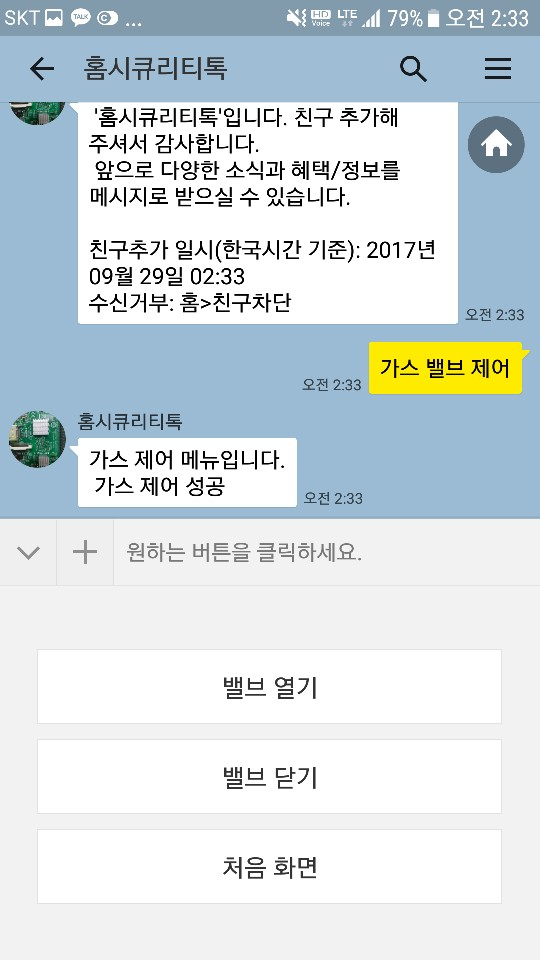 SKT TALK C ... HD Voice LTE 79% 오전 2:33
홈시큐리티톡
'홈시큐리티톡'입니다. 친구 추가해
주셔서 감사합니다.
앞으로 다양한 소식과 혜택/정보를
메시지로 받으실 수 있습니다.
친구추가 일시(한국시간 기준): 2017년
09월 29일 02:33
수신거부: 홈>친구차단
오전 2:33
가스 밸브 제어
오전 2:33
홈시큐리티톡
가스 제어 메뉴입니다.
가스 제어 성공
오전 2:33
원하는 버튼을 클릭하세요.
밸브 열기
밸브 닫기
처음 화면